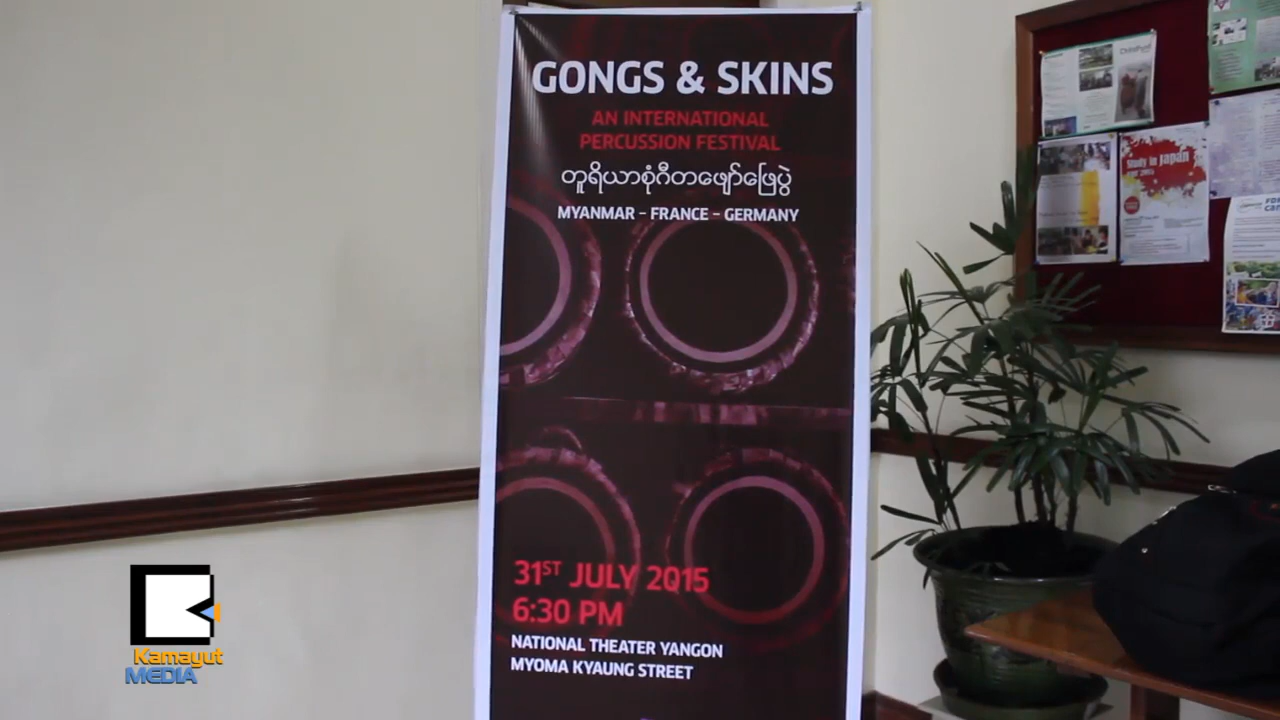 GONGS & SKINS
AN INTERNATIONAL
PERCUSSION FESTIVAL
တူရိယာစုံဂီတဖျော်ဖြေပွဲ
MYANMAR - FRANCE - GERMANY
31ST JULY 2015
6:30 PM
NATIONAL THEATER YANGON
MYOMA KYAUNG STREET
Study in JAPAN
Kamayut
MEDIA